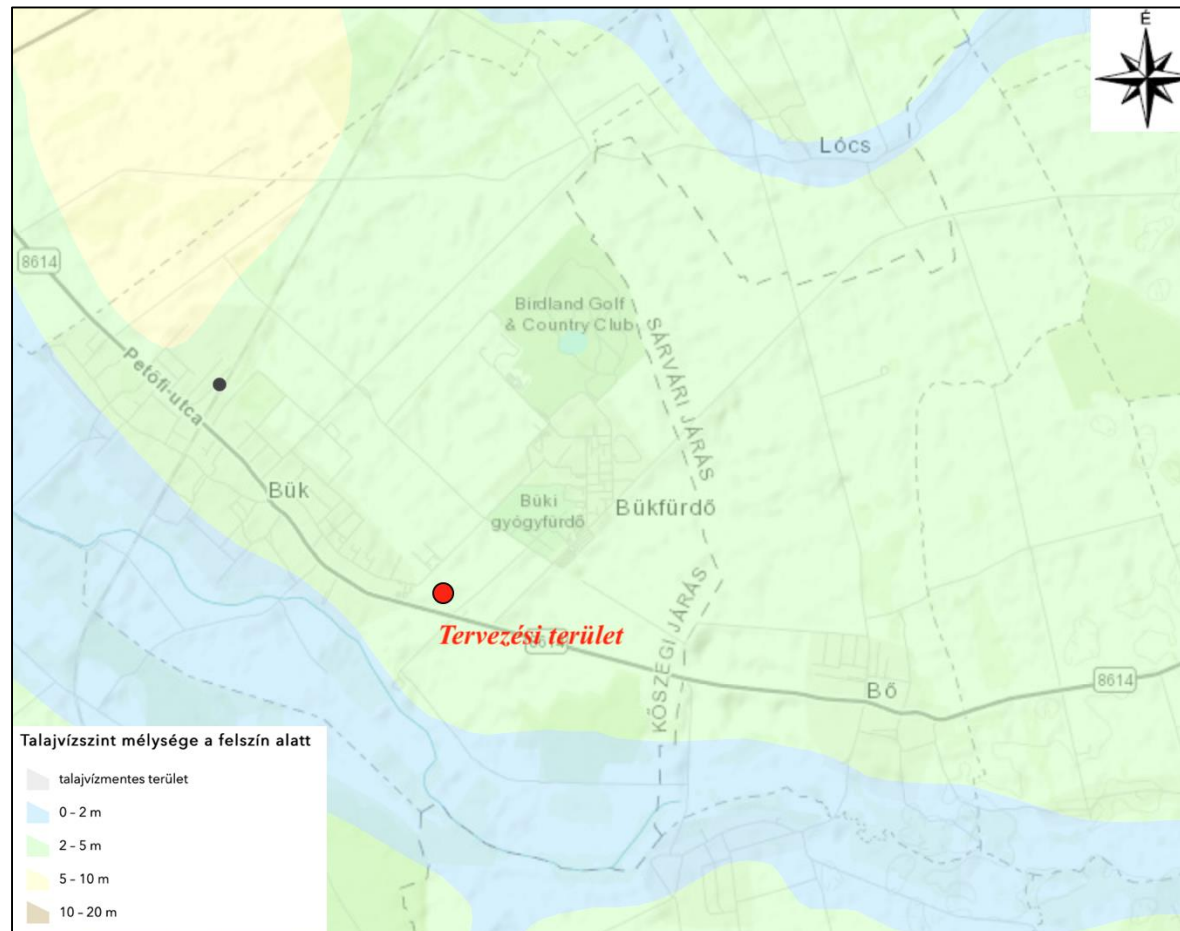 É
Lócs
8614
Birdland Golf
& Country Club
SÁRVÁRI JÁRÁS
Petőfi-utca
Bük
Büki
gyógyfürdő
Bükfürdő
KŐSZEGI JÁRÁS
Tervezési terület
8614
Bő
8614
Talajvízszint mélysége a felszín alatt
talajvízmentes terület
0 – 2 m
2 – 5 m
5 – 10 m
10 – 20 m